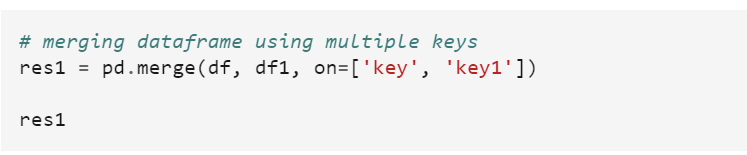 # merging dataframe using multiple keys
res1 = pd.merge(df, df1, on=['key', 'key1'])
res1